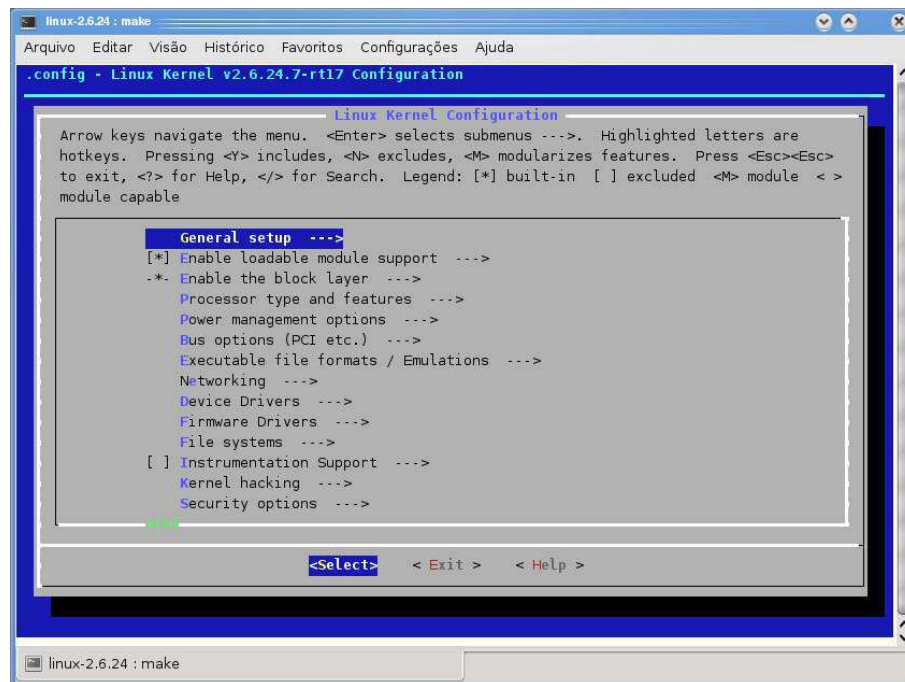 linux-2.6.24 : make
Arquivo Editar Visão Histórico Favoritos Configurações Ajuda
.config - Linux Kernel v2.6.24.7-rt17 Configuration
Linux Kernel Configuration
Arrow keys navigate the menu. <Enter> selects submenus --->. Highlighted letters are
hotkeys. Pressing <Y> includes, <N> excludes, <M> modularizes features. Press <Esc><Esc>
to exit, <?> for Help, </> for Search. Legend: [*] built-in [ ] excluded <M> module < >
module capable
General setup --->
[*] Enable loadable module support --->
-*- Enable the block layer --->
Processor type and features --->
Power management options --->
Bus options (PCI etc.) --->
Executable file formats / Emulations --->
Networking --->
Device Drivers --->
Firmware Drivers --->
File systems --->
[ ] Instrumentation Support --->
Kernel hacking --->
Security options --->
<Select> < Exit > < Help >
linux-2.6.24 : make